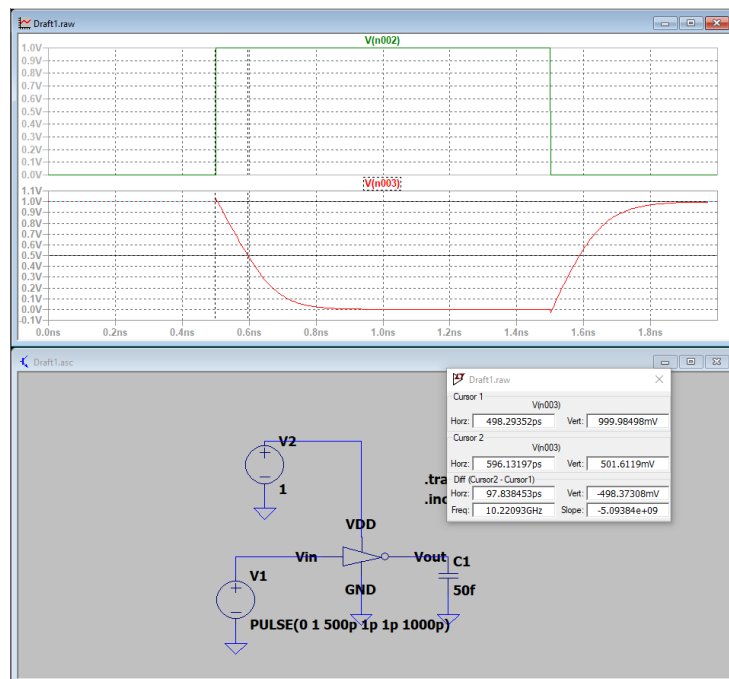 Draft1.raw
V(n002)
1.0V
0.9V
0.8V
0.7V
0.6V
0.5V
0.4V
0.3V
0.2V
0.1V
0.0V
V(n003)
1.1V
1.0V
0.9V
0.8V
0.7V
0.6V
0.5V
0.4V
0.3V
0.2V
0.1V
0.0V
-0.1V
0.0ns 0.2ns 0.4ns 0.6ns 0.8ns 1.0ns 1.2ns 1.4ns 1.6ns 1.8ns
Draft1.asc
V2
1
.tra
.inc
VDD
Vin
Vout
C1
50f
V1
GND
PULSE(0 1 500p 1p 1p 1000p)
Draft1.raw
Cursor 1
V(n003)
Horz: 498.29352ps Vert: 999.98498mV
Cursor 2
V(n003)
Horz: 596.13197ps Vert: 501.6119mV
Diff (Cursor2 - Cursor1)
Horz: 97.838453ps Vert: -498.37308mV
Freq: 10.22093GHz Slope: -5.09384e+09